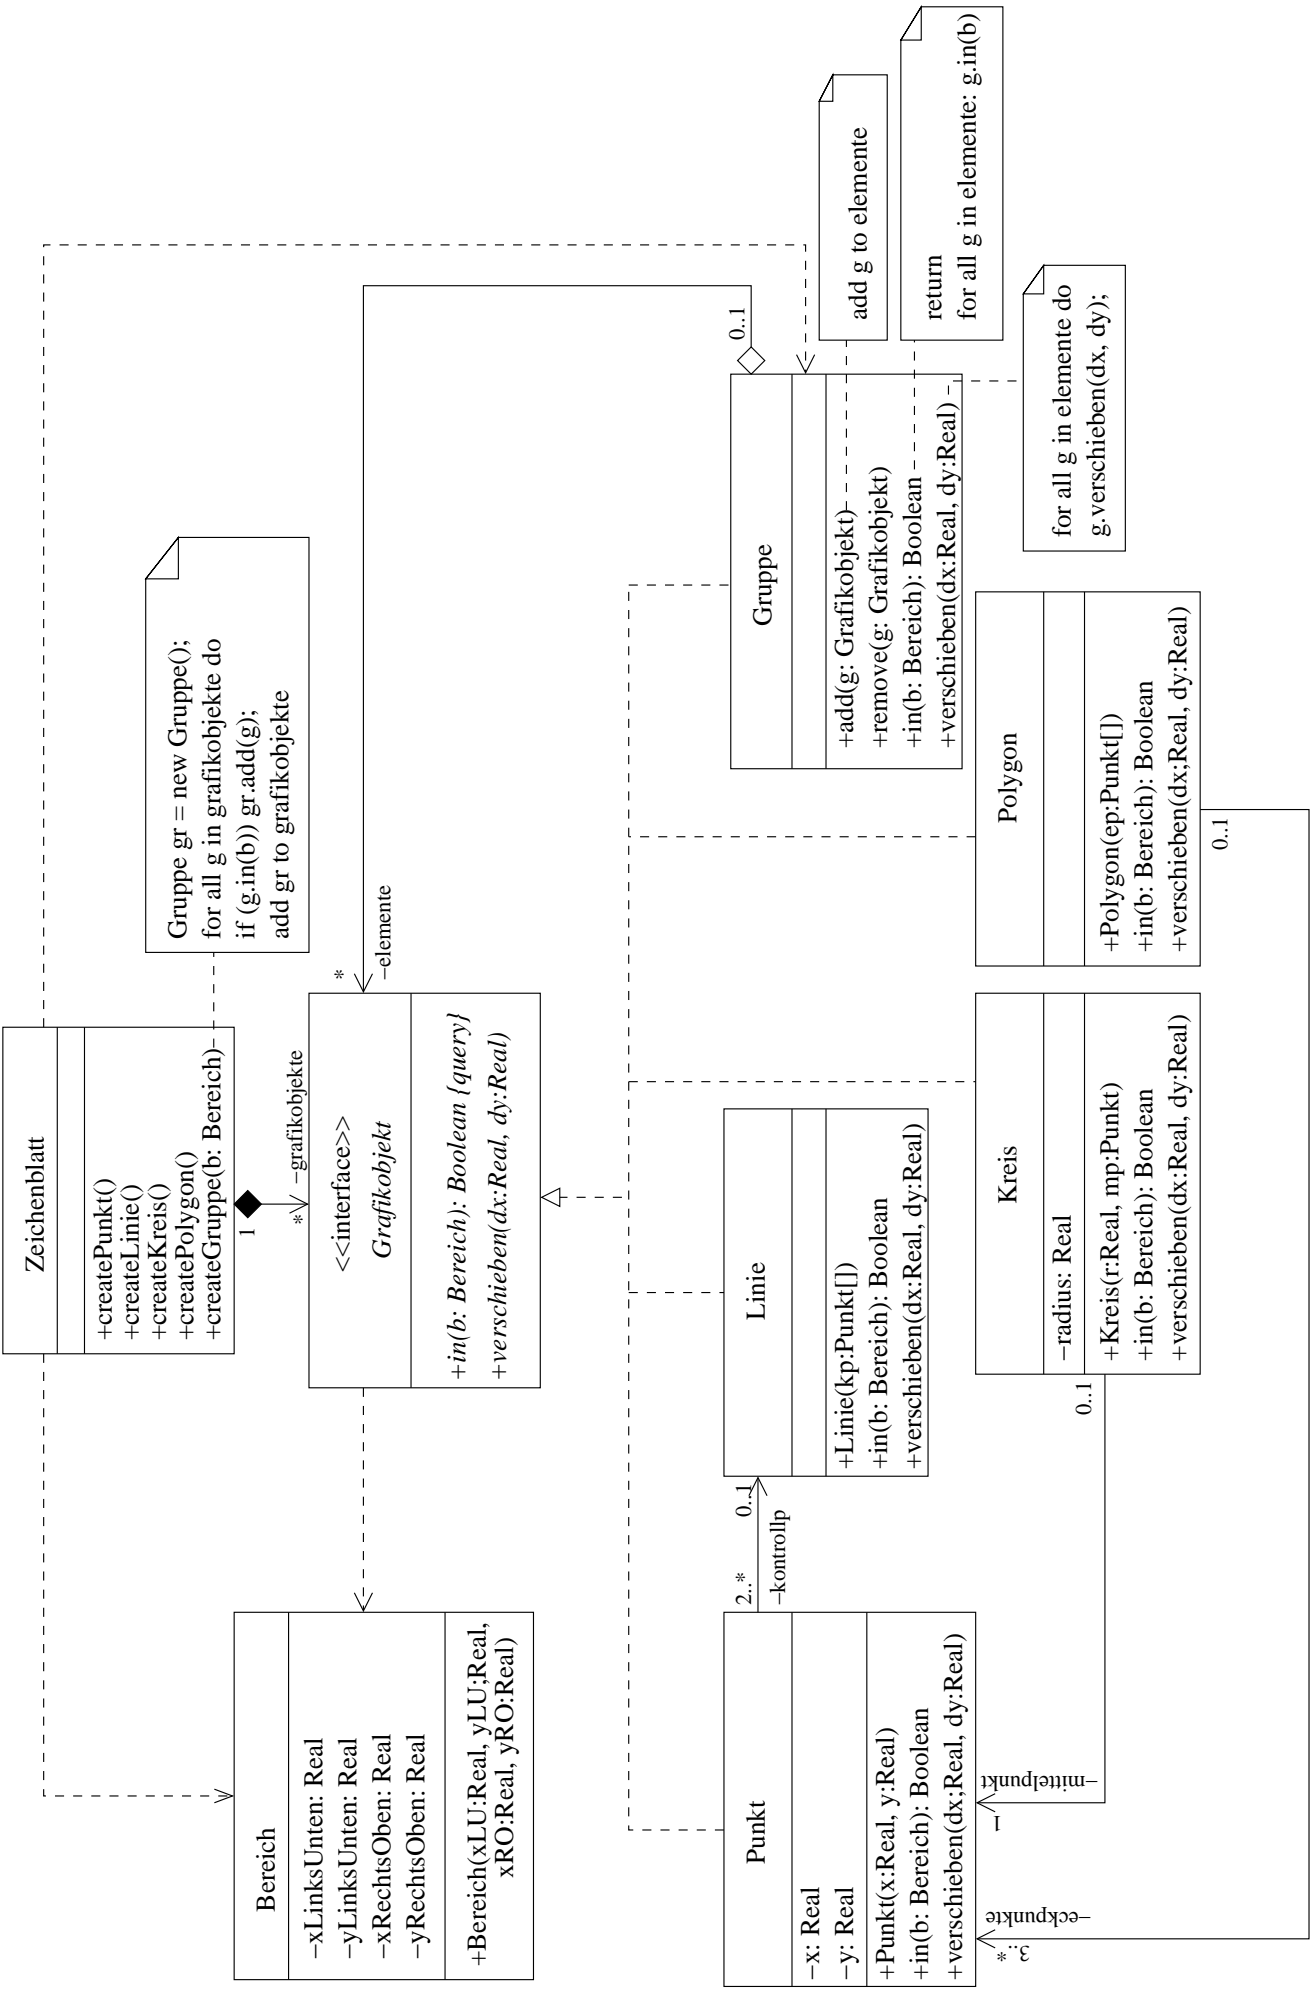 Zeichenblatt
+createPunkt()
+createLinie()
+createKreis()
+createPolygon()
+createGruppe(b: Bereich)
Gruppe gr = new Gruppe();
for all g in grafikobjekte do
if (g.in(b)) gr.add(g);
add gr to grafikobjekte
1
*
−grafikobjekte
Bereich
−xLinksUnten: Real
−yLinksUnten: Real
−xRechtsOben: Real
−yRechtsOben: Real
+Bereich(xLU:Real, yLU;Real,
xRO:Real, yRO:Real)
<<interface>>
Grafikobjekt
+in(b: Bereich): Boolean {query}
+verschieben(dx:Real, dy:Real)
*
−elemente
0..1
Punkt
−x: Real
−y: Real
+Punkt(x:Real, y:Real)
+in(b: Bereich): Boolean
+verschieben(dx;Real, dy:Real)
2..*
−kontrollp
0..1
Linie
+Linie(kp:Punkt[])
+in(b: Bereich): Boolean
+verschieben(dx:Real, dy:Real)
Gruppe
+add(g: Grafikobjekt)
+remove(g: Grafikobjekt)
+in(b: Bereich): Boolean
+verschieben(dx:Real, dy:Real)
add g to elemente
return
for all g in elemente: g.in(b)
for all g in elemente do
g.verschieben(dx, dy);
Kreis
−radius: Real
+Kreis(r:Real, mp:Punkt)
+in(b: Bereich): Boolean
+verschieben(dx:Real, dy:Real)
0..1
−mittelpunkt
1
Polygon
+Polygon(ep:Punkt[])
+in(b: Bereich): Boolean
+verschieben(dx;Real, dy:Real)
0..1
−eckpunkte
3..*